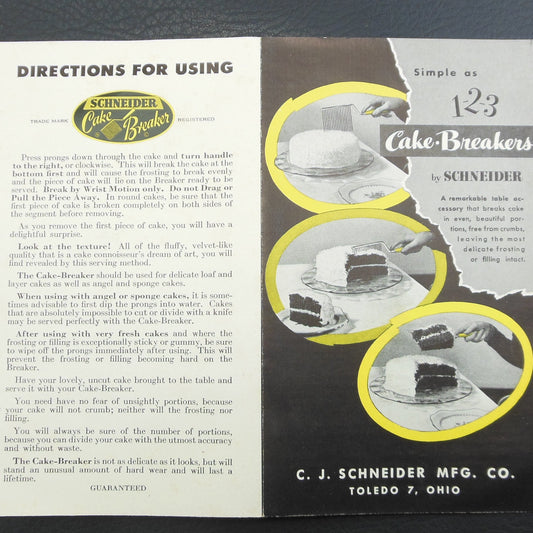 DIRECTIONS FOR USING
TRADE MARK
SCHNEIDER
Cake
Breaker
REGISTERED
Press prongs down through the cake and turn handle
to the right, or clockwise. This will break the cake at the
bottom first and will cause the frosting to break evenly
and the piece of cake will lie on the Breaker ready to be
served. Break by Wrist Motion only. Do not Drag or
Pull the Piece Away. In round cakes, be sure that the
first piece of cake is broken completely on both sides of
the segment before removing.
As you remove the first piece of cake, you will have a
delightful surprise.
Look at the texture! All of the fluffy, velvet-like
quality that is a cake connoisseur's dream of art, you will
find revealed by this serving method.
The Cake-Breaker should be used for delicate loaf and
layer cakes as well as angel and sponge cakes.
When using with angel or sponge cakes, it is some-
times advisable to first dip the prongs into water. Cakes
that are absolutely impossible to cut or divide with a knife
may be served perfectly with the Cake-Breaker.
After using with very fresh cakes and where the
frosting or filling is exceptionally sticky or gummy, be sure
to wipe off the prongs immediately after using. This will
prevent the frosting or filling becoming hard on the
Breaker.
Have your lovely, uncut cake brought to the table and
serve it with your Cake-Breaker.
You need have no fear of unsightly portions, because
your cake will not crumb; neither will the frosting nor
filling.
You will always be sure of the number of portions,
because you can divide your cake with the utmost accuracy
and without waste.
The Cake-Breaker is not as delicate as it looks, but will
stand an unusual amount of hard wear and will last a
lifetime.
GUARANTEED
Simple as
1-2-3
Cake-Breakers
by SCHNEIDER
A remarkable table ac-
cessory that breaks cake
in even, beautiful por-
tions, free from crumbs,
leaving the most
delicate frosting
or filling intact.
C. J. SCHNEIDER MFG. CO.
TOLEDO 7, OHIO